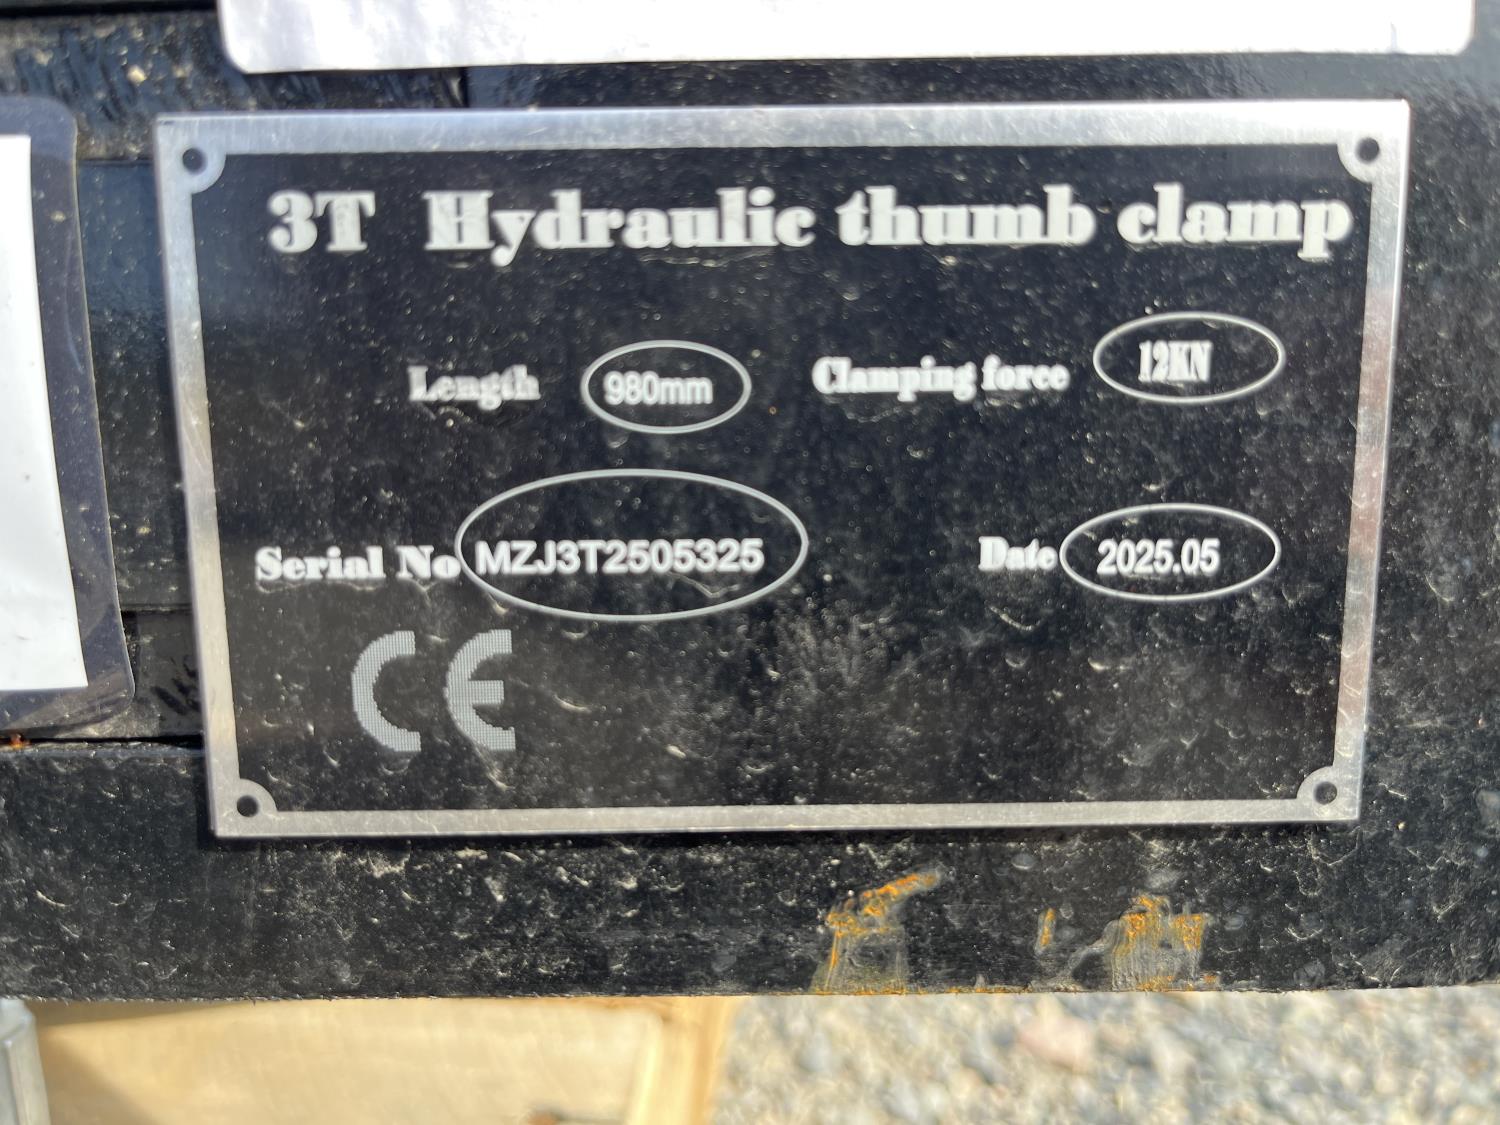 3T Hydraulic thumb clamp
Length 980mm Clamping force 12KN
Serial No MZJ3T2505325 Date 2025.05
CE